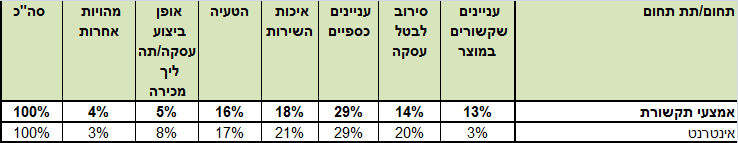 תחום/תת תחום עניינים שקשורים במוצר סירוב לבטל עסקה עניינים כספיים איכות השירות הטעיה אופן ביצוע עסקה/תהליך מכירה מהויות אחרות סה"כ
אמצעי תקשורת 13% 14% 29% 18% 16% 5% 4% 100%
אינטרנט 3% 20% 29% 21% 17% 8% 3% 100%